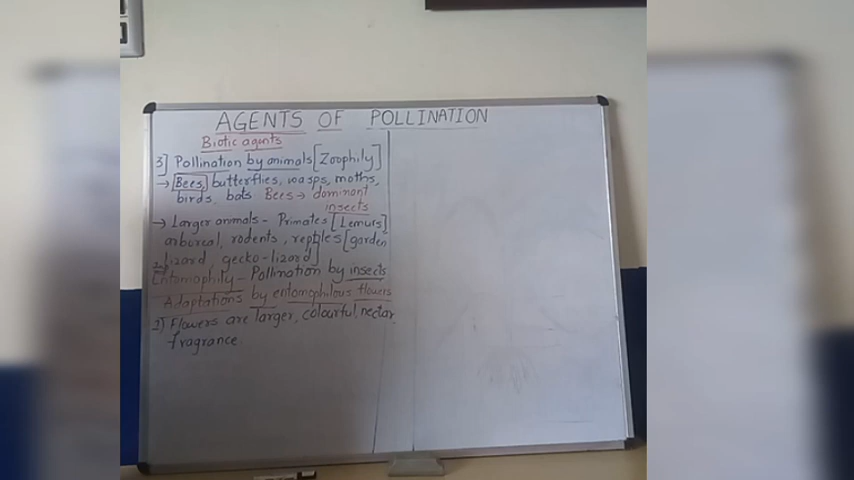 AGENTS OF POLLINATION
Biotic agents
3] Pollination by animals [Zoophily]
→ Bees, butterflies, wasps, moths,
birds, bats Bees → dominant
insects
→ Larger animals - Primates [Lemurs]
arboreal, rodents, reptiles [garden
lizard, gecko-lizard]
Entomophily - Pollination by insects
Adaptations by entomophilous flowers
1) Flowers are larger, colourful, nectar,
fragrance